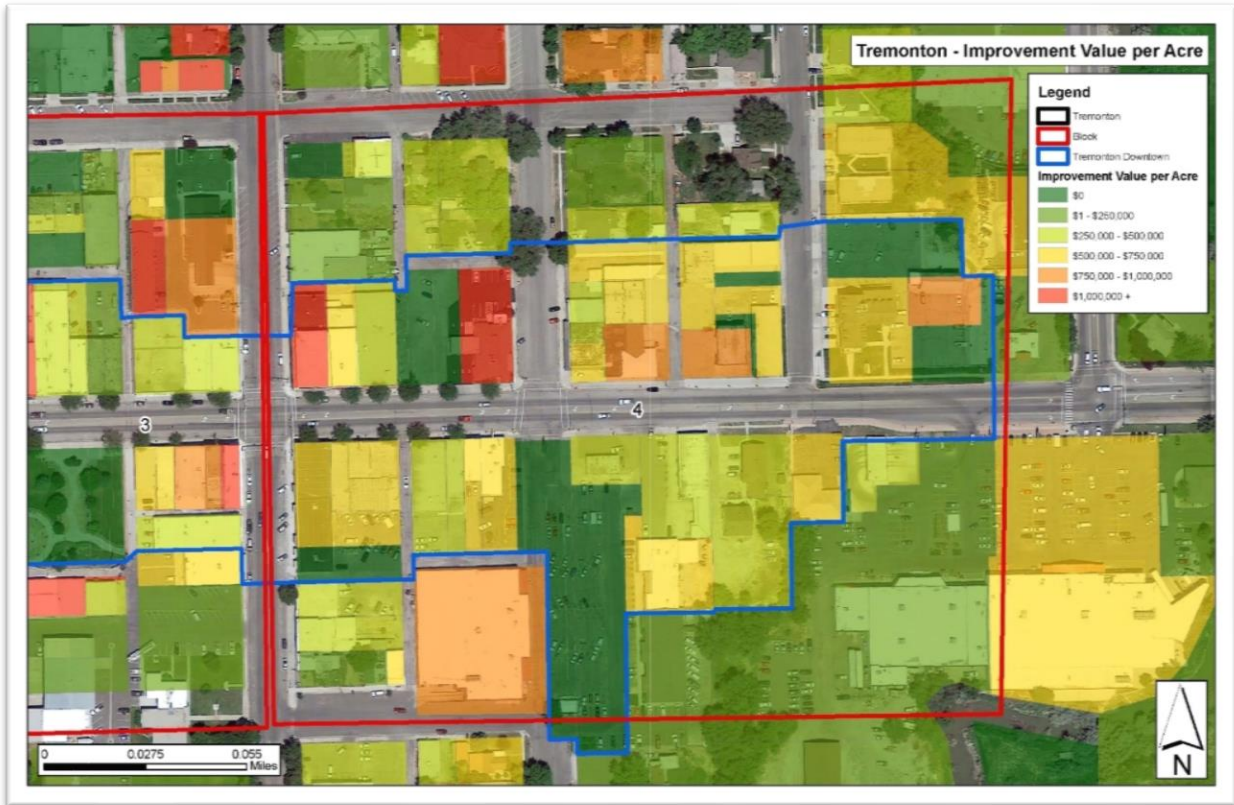 Tremonton - Improvement Value per Acre
Legend
Tremonton
Block
Tremonton Downtown
Improvement Value per Acre
$0
$1 - $250,000
$250,000 - $500,000
$500,000 - $750,000
$750,000 - $1,000,000
$1,000,000 +
4
3
0 0.0275 0.055
Miles
N